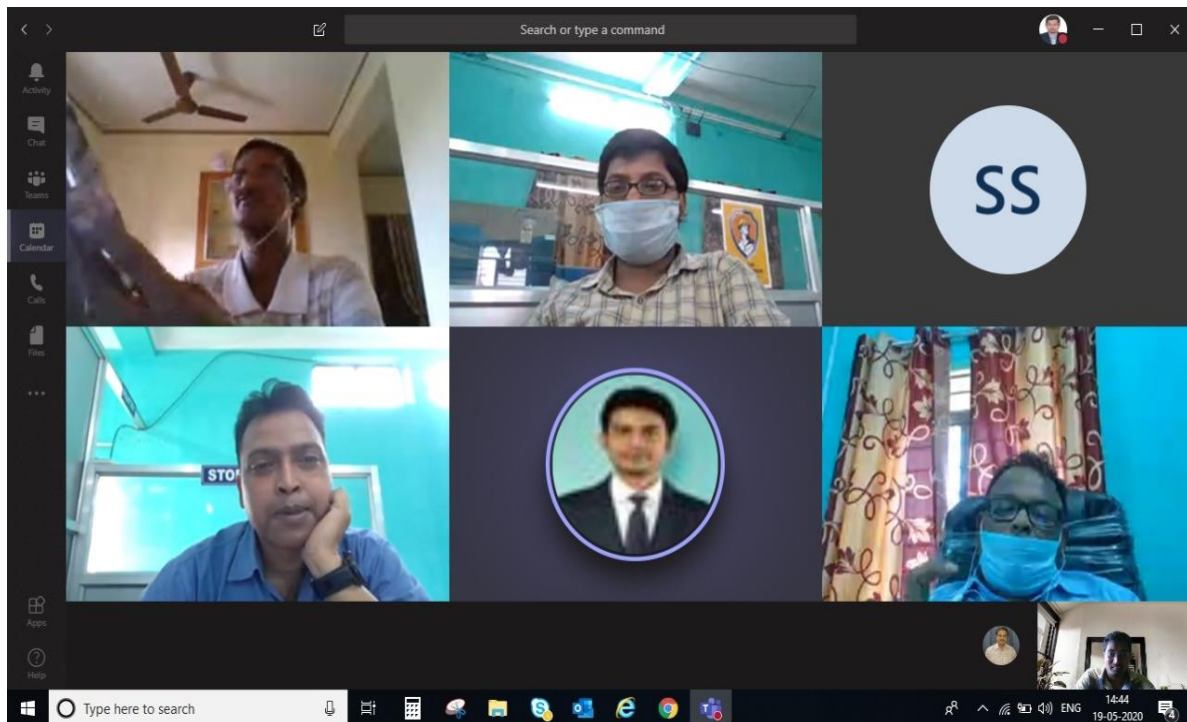 Search or type a command
Activity
Chat
Teams
Calendar
Calls
Files
Apps
Help
SS
STO
Type here to search
ENG
14:44
19-05-2020
4